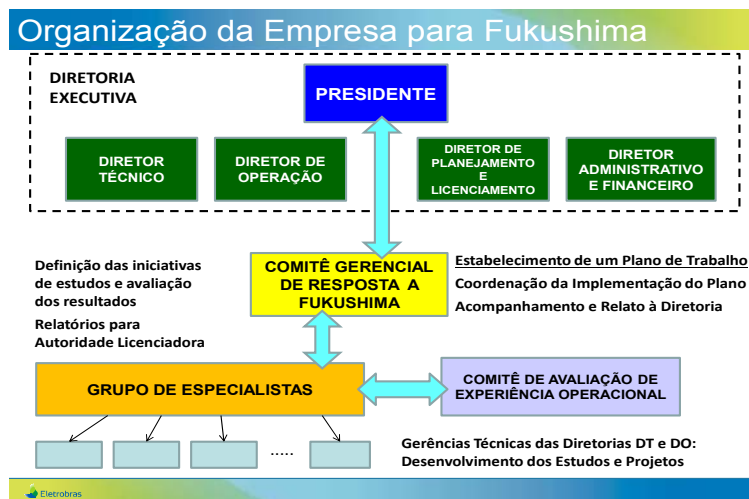 Organização da Empresa para Fukushima
DIRETORIA
EXECUTIVA
PRESIDENTE
DIRETOR
TÉCNICO
DIRETOR DE
OPERAÇÃO
DIRETOR DE
PLANEJAMENTO
E
LICENCIAMENTO
DIRETOR
ADMINISTRATIVO
E FINANCEIRO
Definição das iniciativas
de estudos e avaliação
dos resultados
Relatórios para
Autoridade Licenciadora
COMITÊ GERENCIAL
DE RESPOSTA A
FUKUSHIMA
Estabelecimento de um Plano de Trabalho
Coordenação da Implementação do Plano
Acompanhamento e Relato à Diretoria
GRUPO DE ESPECIALISTAS
COMITÊ DE AVALIAÇÃO DE
EXPERIÊNCIA OPERACIONAL
.....
Gerências Técnicas das Diretorias DT e DO:
Desenvolvimento dos Estudos e Projetos
Eletrobras